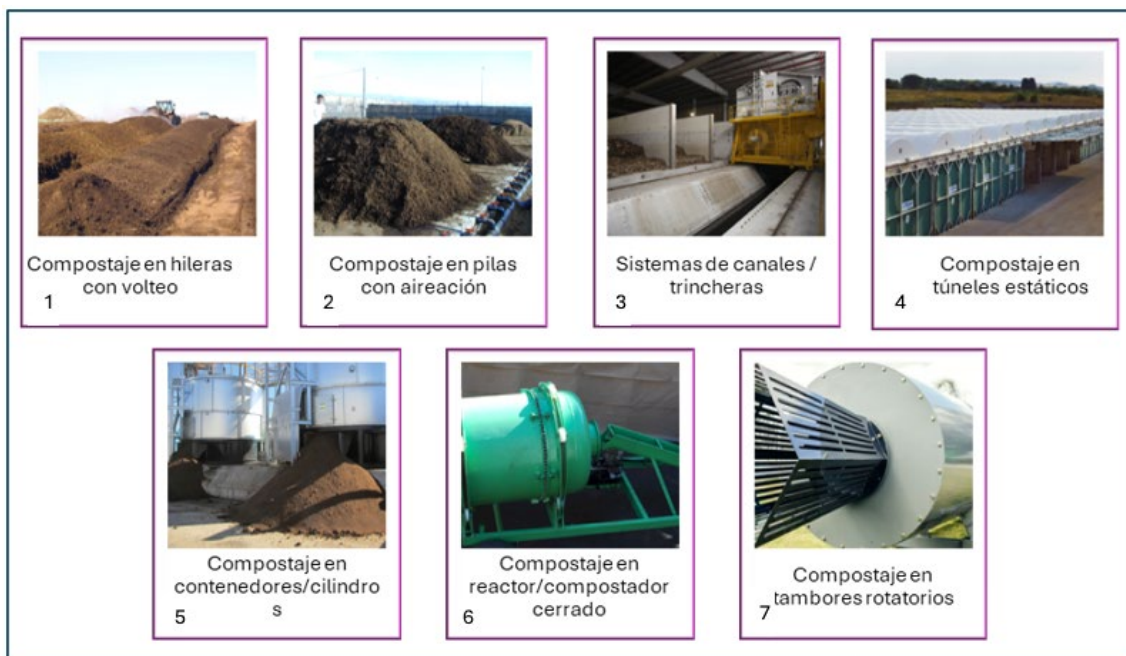 Compostaje en hileras
con volteo
1
Compostaje en pilas
con aireación
2
Sistemas de canales /
trincheras
3
Compostaje en
túneles estáticos
4
Compostaje en
contenedores/cilindro
s
5
Compostaje en
reactor/compostador
cerrado
6
Compostaje en
tambores rotatorios
7